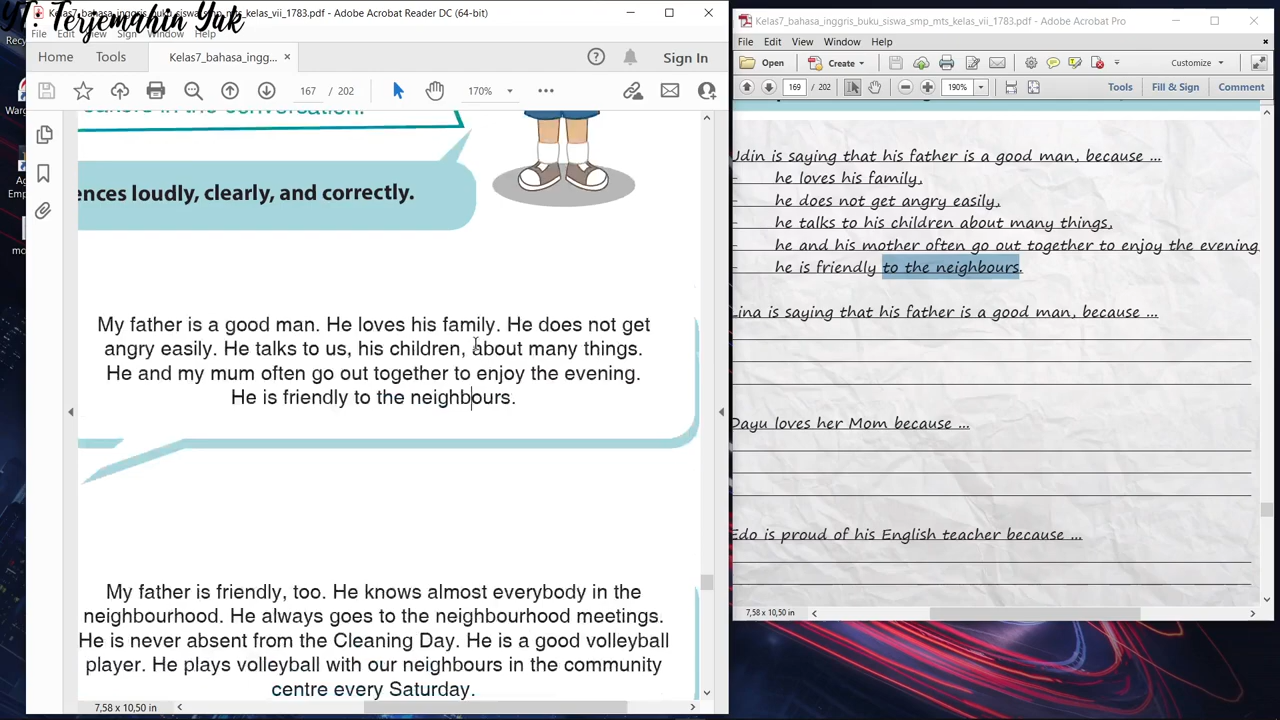 YT. Terjemahin Yuk
siswa_smp_mts_kelas_vii_1783.pdf - Adobe Acrobat Reader DC (64-bit)
File Edit View Sign Window Help
Home Tools Kelas7_bahasa_ingg... × Sign In
167 / 202 170%
ences loudly, clearly, and correctly.
My father is a good man. He loves his family. He does not get
angry easily. He talks to us, his children, about many things.
He and my mum often go out together to enjoy the evening.
He is friendly to the neighbours.
My father is friendly, too. He knows almost everybody in the
neighbourhood. He always goes to the neighbourhood meetings.
He is never absent from the Cleaning Day. He is a good volleyball
player. He plays volleyball with our neighbours in the community
centre every Saturday.
7,58 x 10,50 in
Kelas7_bahasa_inggris_buku_siswa_smp_mts_kelas_vii_1783.pdf - Adobe Acrobat Pro
File Edit View Window Help
Open Create Customize
169 / 202 190% Tools Fill & Sign Comment
Udin is saying that his father is a good man, because ...
- he loves his family,
- he does not get angry easily,
- he talks to his children about many things,
- he and his mother often go out together to enjoy the evening
- he is friendly to the neighbours.
Lina is saying that his father is a good man, because ...
Dayu loves her Mom because ...
Edo is proud of his English teacher because ...
7,58 x 10,50 in